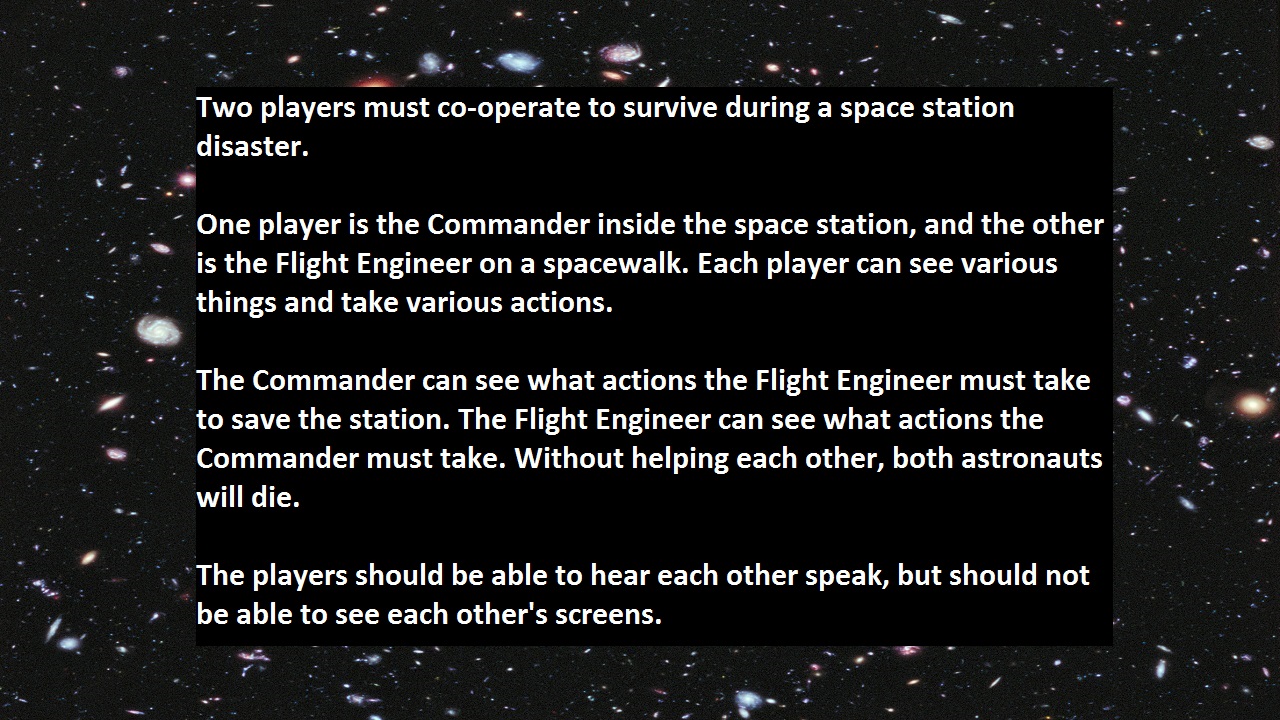 Two players must co-operate to survive during a space station
disaster.
One player is the Commander inside the space station, and the other
is the Flight Engineer on a spacewalk. Each player can see various
things and take various actions.
The Commander can see what actions the Flight Engineer must take
to save the station. The Flight Engineer can see what actions the
Commander must take. Without helping each other, both astronauts
will die.
The players should be able to hear each other speak, but should not
be able to see each other's screens.